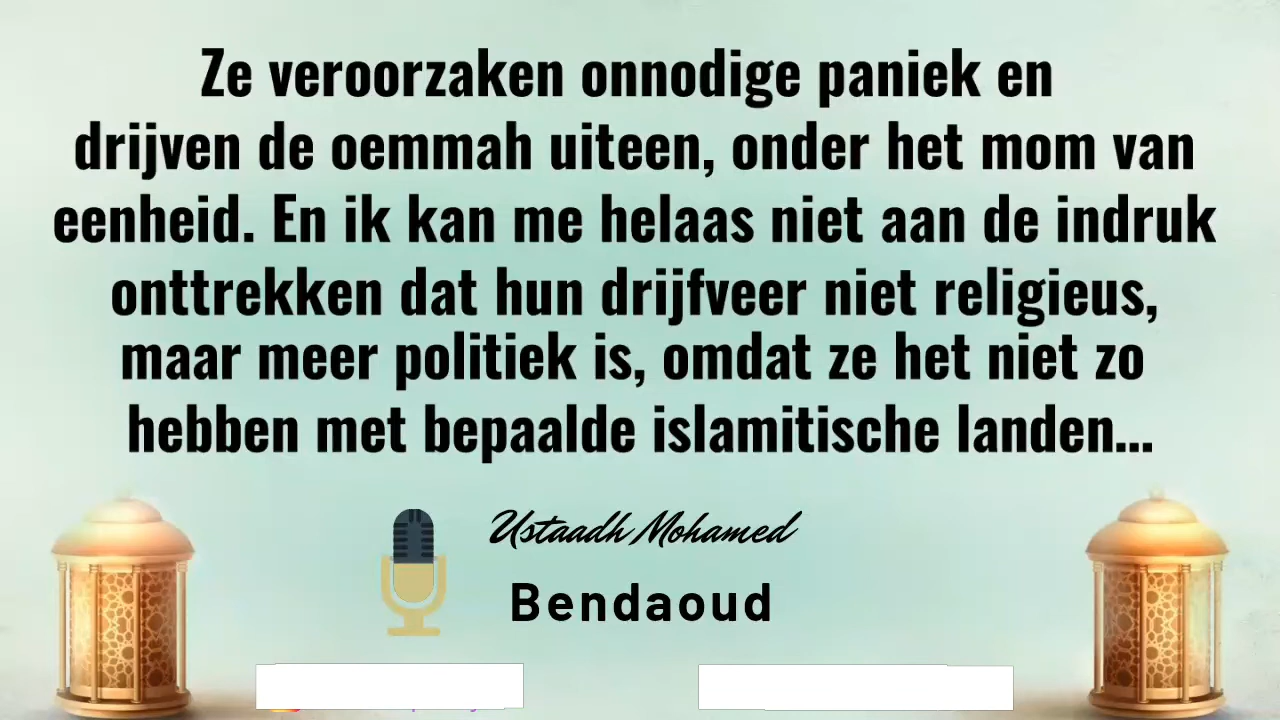 Ze veroorzaken onnodige paniek en
drijven de oemmah uiteen, onder het mom van
eenheid. En ik kan me helaas niet aan de indruk
onttrekken dat hun drijfveer niet religieus,
maar meer politiek is, omdat ze het niet zo
hebben met bepaalde islamitische landen...
Ustaadh Mohamed
Bendaoud